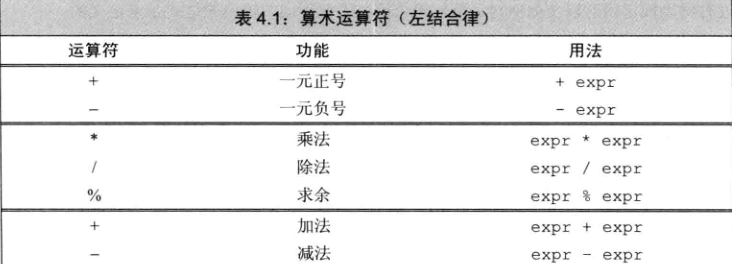 表 4.1：算术运算符（左结合律）
运算符 功能 用法
+ 一元正号 + expr
− 一元负号 - expr
* 乘法 expr * expr
/ 除法 expr / expr
% 求余 expr % expr
+ 加法 expr + expr
− 减法 expr - expr